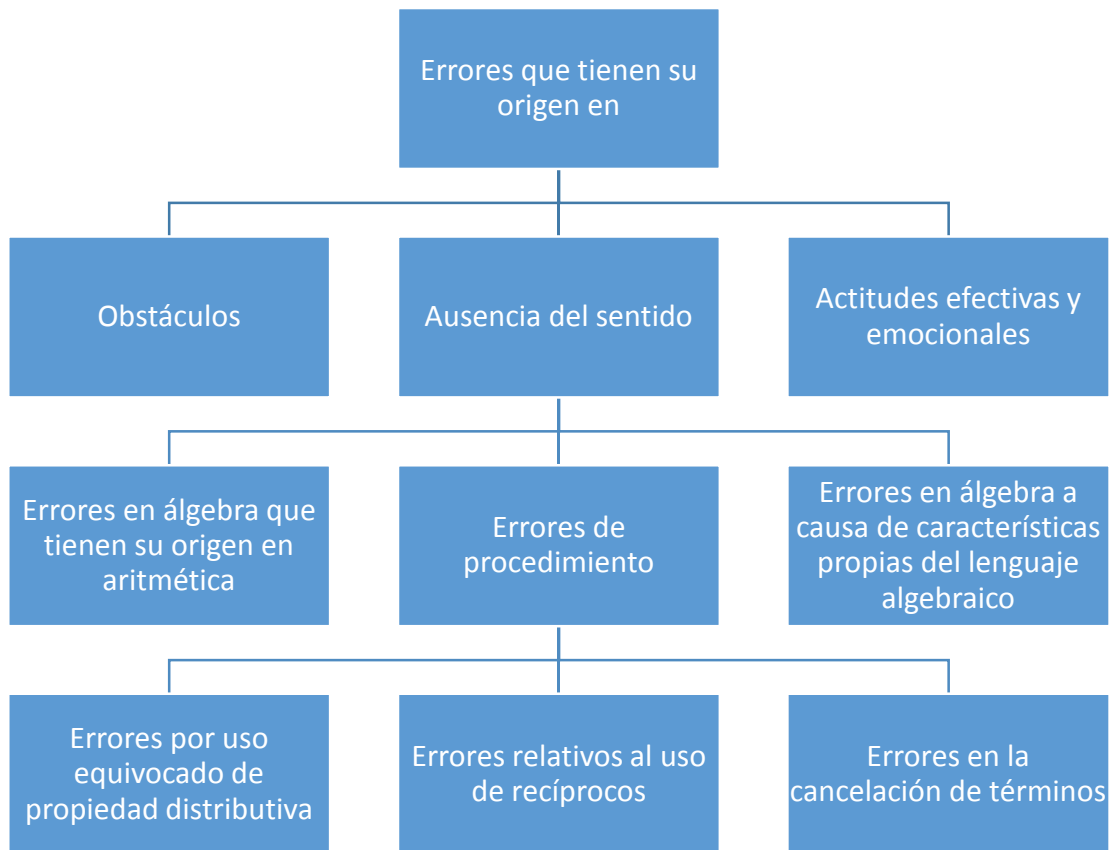 Errores que tienen su
origen en
Obstáculos
Ausencia del sentido
Actitudes efectivas y
emocionales
Errores en álgebra que
tienen su origen en
aritmética
Errores de
procedimiento
Errores en álgebra a
causa de características
propias del lenguaje
algebraico
Errores por uso
equivocado de
propiedad distributiva
Errores relativos al uso
de recíprocos
Errores en la
cancelación de términos